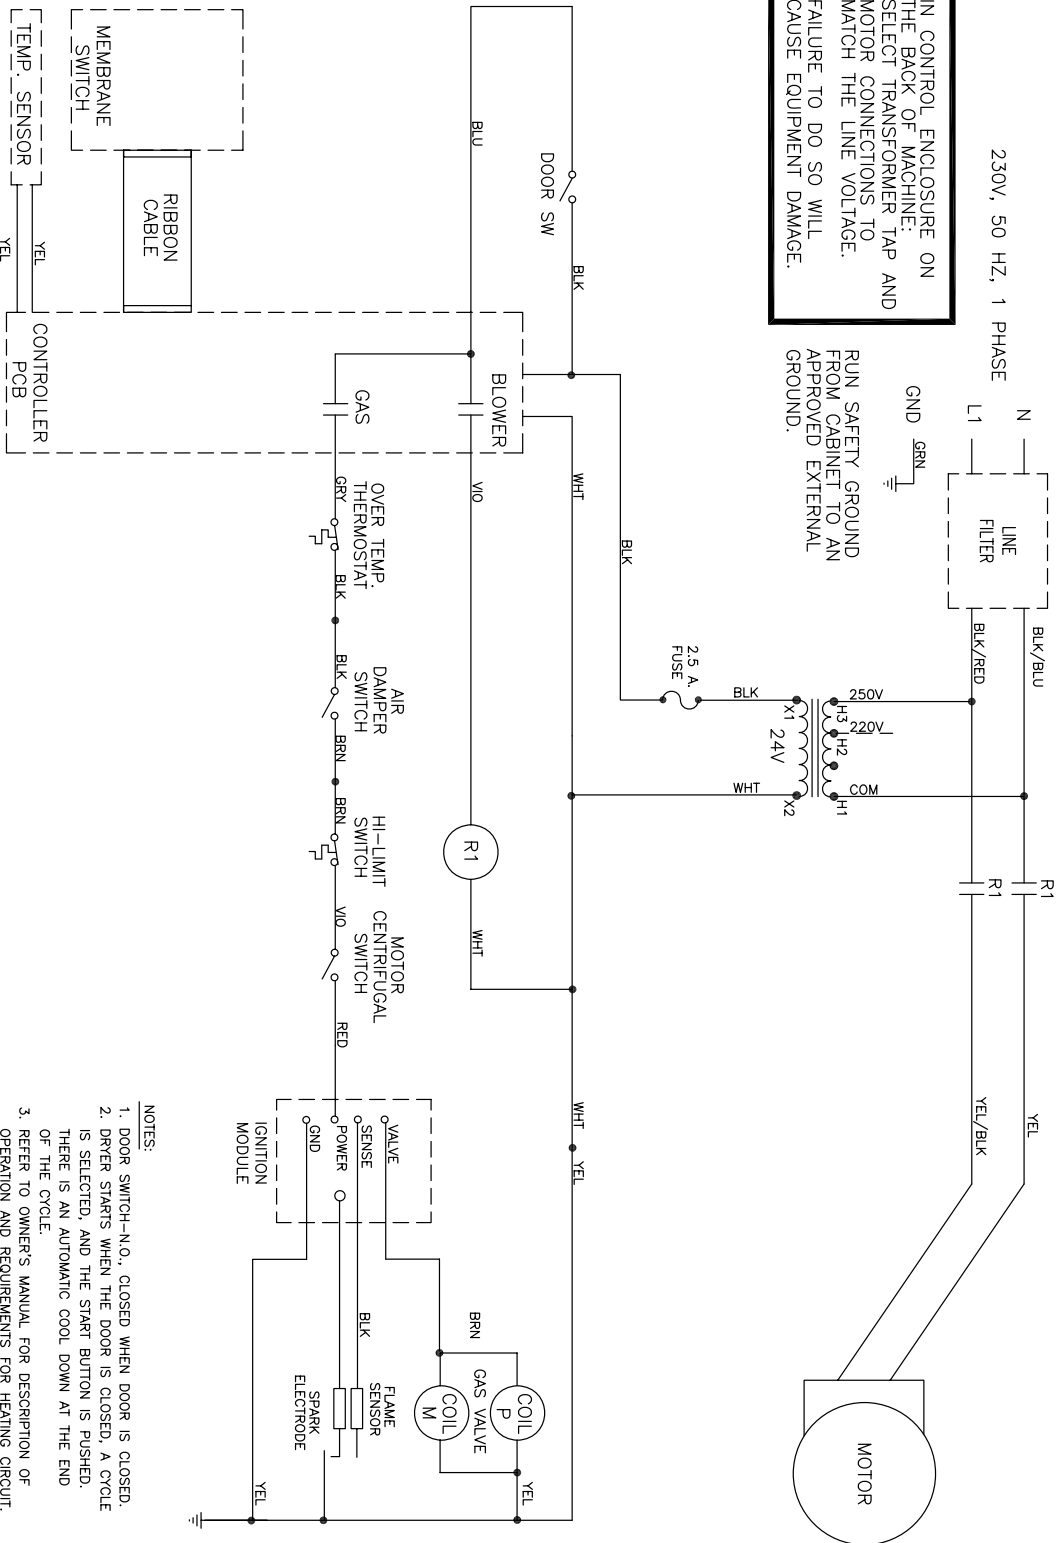 IN CONTROL ENCLOSURE ON
THE BACK OF MACHINE:
SELECT TRANSFORMER TAP AND
MOTOR CONNECTIONS TO
MATCH THE LINE VOLTAGE.
FAILURE TO DO SO WILL
CAUSE EQUIPMENT DAMAGE.
230V, 50 HZ, 1 PHASE
N
L1
GND
GRN
RUN SAFETY GROUND
FROM CABINET TO AN
APPROVED EXTERNAL
GROUND.
LINE
FILTER
BLK/BLU
BLK/RED
R1
R1
YEL
YEL/BLK
MOTOR
250V
H3
220V
H2
COM
H1
X1
24V
X2
BLK
WHT
2.5 A.
FUSE
BLK
DOOR SW
BLK
BLU
WHT
WHT
YEL
BLOWER
VIO
R1
WHT
GAS
CONTROLLER
PCB
GRY
OVER TEMP.
THERMOSTAT
BLK
BLK
AIR
DAMPER
SWITCH
BRN
BRN
HI-LIMIT
SWITCH
VIO
MOTOR
CENTRIFUGAL
SWITCH
RED
VALVE
SENSE
POWER
GND
IGNITION
MODULE
BRN
BLK
COIL
P
GAS VALVE
COIL
M
YEL
FLAME
SENSOR
SPARK
ELECTRODE
YEL
MEMBRANE
SWITCH
RIBBON
CABLE
TEMP. SENSOR
YEL
YEL
NOTES:
1. DOOR SWITCH-N.O., CLOSED WHEN DOOR IS CLOSED.
2. DRYER STARTS WHEN THE DOOR IS CLOSED, A CYCLE
IS SELECTED, AND THE START BUTTON IS PUSHED.
THERE IS AN AUTOMATIC COOL DOWN AT THE END
OF THE CYCLE.
3. REFER TO OWNER'S MANUAL FOR DESCRIPTION OF
OPERATION AND REQUIREMENTS FOR HEATING CIRCUIT.